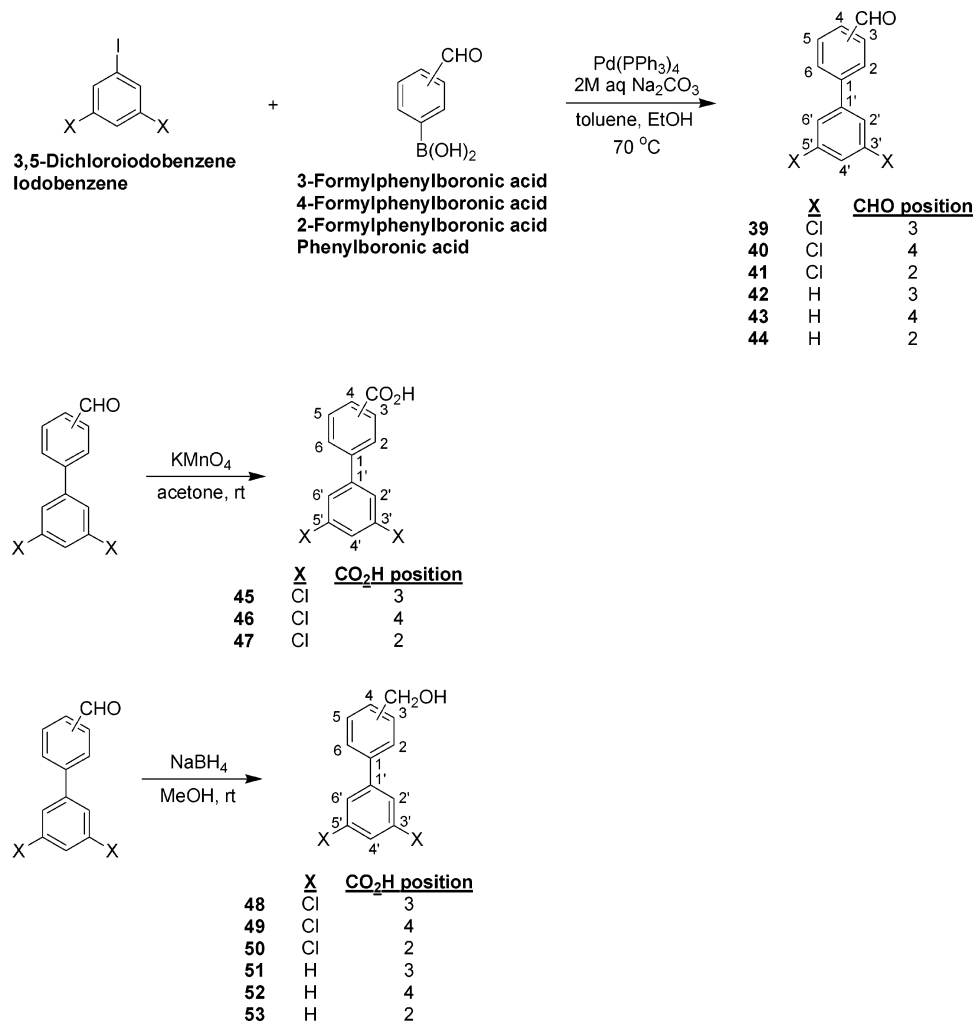 I
X X
3,5-Dichloroiodobenzene
Iodobenzene
+
CHO
B(OH)2
3-Formylphenylboronic acid
4-Formylphenylboronic acid
2-Formylphenylboronic acid
Phenylboronic acid
Pd(PPh3)4
2M aq Na2CO3
toluene, EtOH
70 °C
4 CHO
5 3
6 2
1
1'
6' 2'
5' 3'
X 4' X
X CHO position
39 Cl 3
40 Cl 4
41 Cl 2
42 H 3
43 H 4
44 H 2
CHO
X X
KMnO4
acetone, rt
4 CO2H
5 3
6 2
1
1'
6' 2'
5' 3'
X 4' X
X CO2H position
45 Cl 3
46 Cl 4
47 Cl 2
CHO
X X
NaBH4
MeOH, rt
4 CH2OH
5 3
6 2
1
1'
6' 2'
5' 3'
X 4' X
X CO2H position
48 Cl 3
49 Cl 4
50 Cl 2
51 H 3
52 H 4
53 H 2